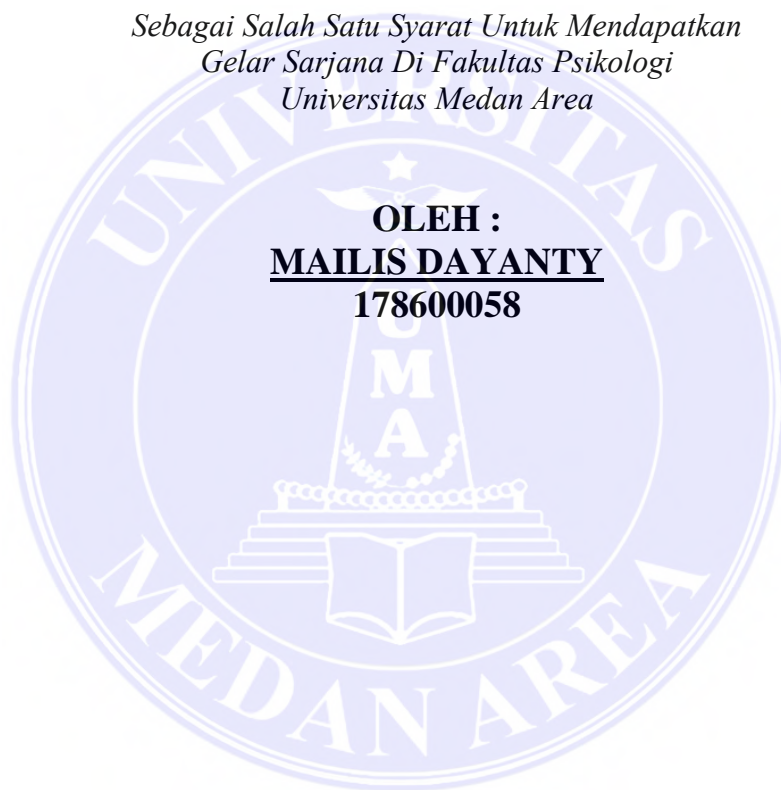 Sebagai Salah Satu Syarat Untuk Mendapatkan
Gelar Sarjana Di Fakultas Psikologi
Universitas Medan Area
OLEH :
MAILIS DAYANTY
178600058
UNIVERSITAS
UMA
MEDAN AREA